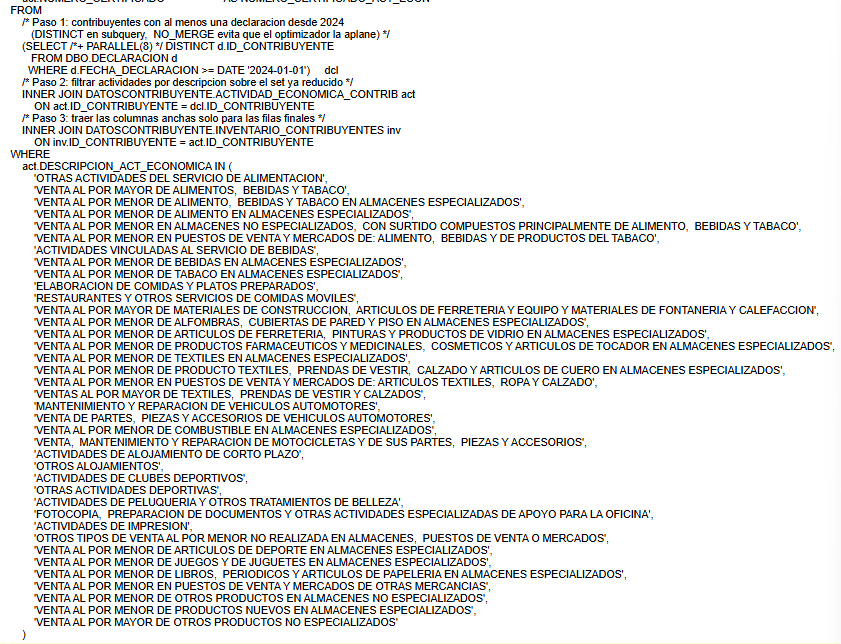 FROM
/* Paso 1: contribuyentes con al menos una declaracion desde 2024
(DISTINCT en subquery, NO_MERGE evita que el optimizador la aplane) */
(SELECT /*+ PARALLEL(8) */ DISTINCT d.ID_CONTRIBUYENTE
FROM DBO.DECLARACION d
WHERE d.FECHA_DECLARACION >= DATE '2024-01-01') dcl
/* Paso 2: filtrar actividades por descripcion sobre el set ya reducido */
INNER JOIN DATOSCONTRIBUYENTE.ACTIVIDAD_ECONOMICA_CONTRIB act
ON act.ID_CONTRIBUYENTE = dcl.ID_CONTRIBUYENTE
/* Paso 3: traer las columnas anchas solo para las filas finales */
INNER JOIN DATOSCONTRIBUYENTE.INVENTARIO_CONTRIBUYENTES inv
ON inv.ID_CONTRIBUYENTE = act.ID_CONTRIBUYENTE
WHERE
act.DESCRIPCION_ACT_ECONOMICA IN (
'OTRAS ACTIVIDADES DEL SERVICIO DE ALIMENTACION',
'VENTA AL POR MAYOR DE ALIMENTOS, BEBIDAS Y TABACO',
'VENTA AL POR MENOR DE ALIMENTO, BEBIDAS Y TABACO EN ALMACENES ESPECIALIZADOS',
'VENTA AL POR MENOR DE ALIMENTO EN ALMACENES ESPECIALIZADOS',
'VENTA AL POR MENOR EN ALMACENES NO ESPECIALIZADOS, CON SURTIDO COMPUESTOS PRINCIPALMENTE DE ALIMENTO, BEBIDAS Y TABACO',
'VENTA AL POR MENOR EN PUESTOS DE VENTA Y MERCADOS DE: ALIMENTO, BEBIDAS Y DE PRODUCTOS DEL TABACO',
'ACTIVIDADES VINCULADAS AL SERVICIO DE BEBIDAS',
'VENTA AL POR MENOR DE BEBIDAS EN ALMACENES ESPECIALIZADOS',
'VENTA AL POR MENOR DE TABACO EN ALMACENES ESPECIALIZADOS',
'ELABORACION DE COMIDAS Y PLATOS PREPARADOS',
'RESTAURANTES Y OTROS SERVICIOS DE COMIDAS MOVILES',
'VENTA AL POR MAYOR DE MATERIALES DE CONSTRUCCION, ARTICULOS DE FERRETERIA Y EQUIPO Y MATERIALES DE FONTANERIA Y CALEFACCION',
'VENTA AL POR MENOR DE ALFOMBRAS, CUBIERTAS DE PARED Y PISO EN ALMACENES ESPECIALIZADOS',
'VENTA AL POR MENOR DE ARTICULOS DE FERRETERIA, PINTURAS Y PRODUCTOS DE VIDRIO EN ALMACENES ESPECIALIZADOS',
'VENTA AL POR MENOR DE PRODUCTOS FARMACEUTICOS Y MEDICINALES, COSMETICOS Y ARTICULOS DE TOCADOR EN ALMACENES ESPECIALIZADOS',
'VENTA AL POR MENOR DE TEXTILES EN ALMACENES ESPECIALIZADOS',
'VENTA AL POR MENOR DE PRODUCTO TEXTILES, PRENDAS DE VESTIR, CALZADO Y ARTICULOS DE CUERO EN ALMACENES ESPECIALIZADOS',
'VENTA AL POR MENOR EN PUESTOS DE VENTA Y MERCADOS DE: ARTICULOS TEXTILES, ROPA Y CALZADO',
'VENTAS AL POR MAYOR DE TEXTILES, PRENDAS DE VESTIR Y CALZADOS',
'MANTENIMIENTO Y REPARACION DE VEHICULOS AUTOMOTORES',
'VENTA DE PARTES, PIEZAS Y ACCESORIOS DE VEHICULOS AUTOMOTORES',
'VENTA AL POR MENOR DE COMBUSTIBLE EN ALMACENES ESPECIALIZADOS',
'VENTA, MANTENIMIENTO Y REPARACION DE MOTOCICLETAS Y DE SUS PARTES, PIEZAS Y ACCESORIOS',
'ACTIVIDADES DE ALOJAMIENTO DE CORTO PLAZO',
'OTROS ALOJAMIENTOS',
'ACTIVIDADES DE CLUBES DEPORTIVOS',
'OTRAS ACTIVIDADES DEPORTIVAS',
'ACTIVIDADES DE PELUQUERIA Y OTROS TRATAMIENTOS DE BELLEZA',
'FOTOCOPIA, PREPARACION DE DOCUMENTOS Y OTRAS ACTIVIDADES ESPECIALIZADAS DE APOYO PARA LA OFICINA',
'ACTIVIDADES DE IMPRESION',
'OTROS TIPOS DE VENTA AL POR MENOR NO REALIZADA EN ALMACENES, PUESTOS DE VENTA O MERCADOS',
'VENTA AL POR MENOR DE ARTICULOS DE DEPORTE EN ALMACENES ESPECIALIZADOS',
'VENTA AL POR MENOR DE JUEGOS Y DE JUGUETES EN ALMACENES ESPECIALIZADOS',
'VENTA AL POR MENOR DE LIBROS, PERIODICOS Y ARTICULOS DE PAPELERIA EN ALMACENES ESPECIALIZADOS',
'VENTA AL POR MENOR EN PUESTOS DE VENTA Y MERCADOS DE OTRAS MERCANCIAS',
'VENTA AL POR MENOR DE OTROS PRODUCTOS EN ALMACENES NO ESPECIALIZADOS',
'VENTA AL POR MENOR DE PRODUCTOS NUEVOS EN ALMACENES ESPECIALIZADOS',
'VENTA AL POR MAYOR DE OTROS PRODUCTOS NO ESPECIALIZADOS'
)